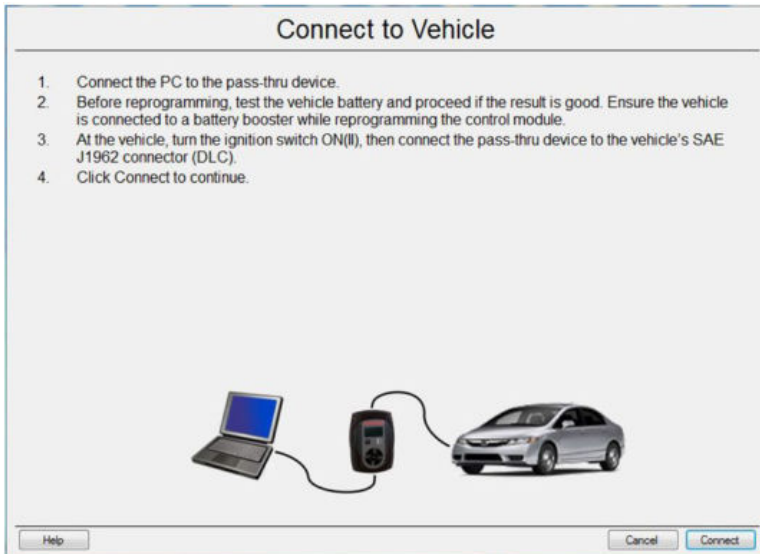 Connect to Vehicle
1. Connect the PC to the pass-thru device.
2. Before reprogramming, test the vehicle battery and proceed if the result is good. Ensure the vehicle
is connected to a battery booster while reprogramming the control module.
3. At the vehicle, turn the ignition switch ON(II), then connect the pass-thru device to the vehicle's SAE
J1962 connector (DLC).
4. Click Connect to continue.
Help
Cancel
Connect